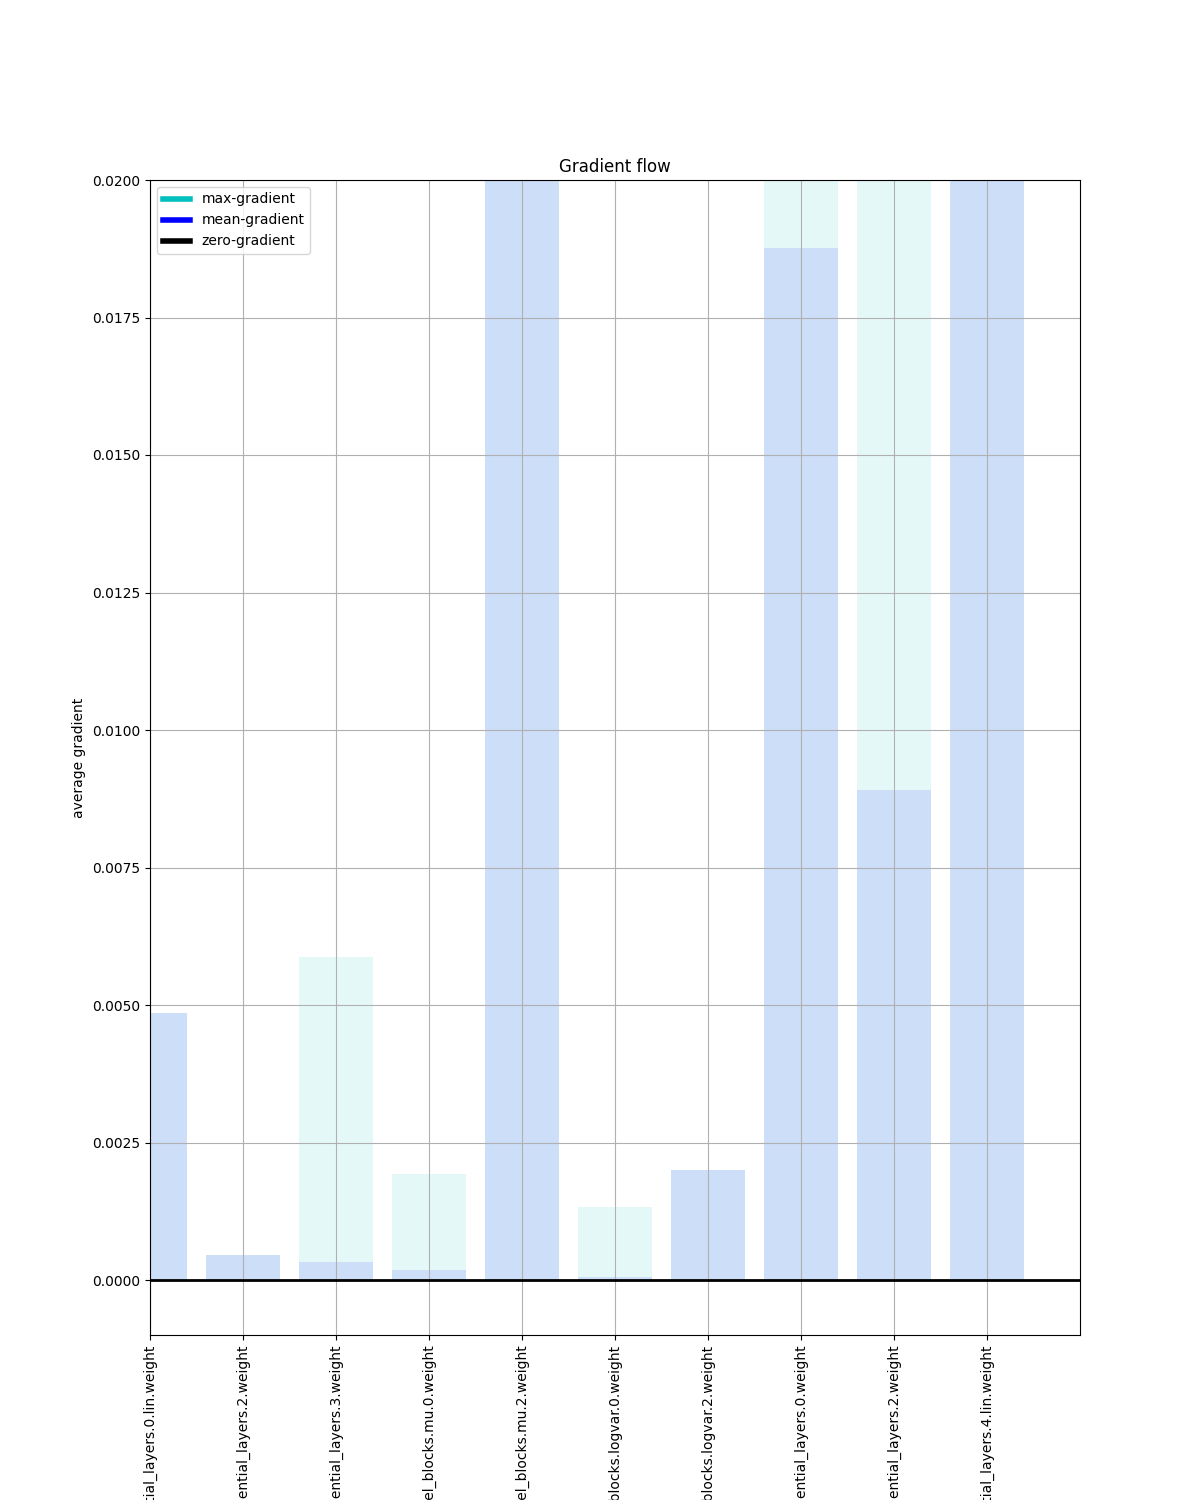 Gradient flow
max-gradient
mean-gradient
zero-gradient
0.0200
0.0175
0.0150
0.0125
0.0100
0.0075
0.0050
0.0025
0.0000
average gradient
tial_layers.0.lin.weight
ential_layers.2.weight
ential_layers.3.weight
el_blocks.mu.0.weight
el_blocks.mu.2.weight
blocks.logvar.0.weight
blocks.logvar.2.weight
ential_layers.0.weight
ential_layers.2.weight
tial_layers.4.lin.weight